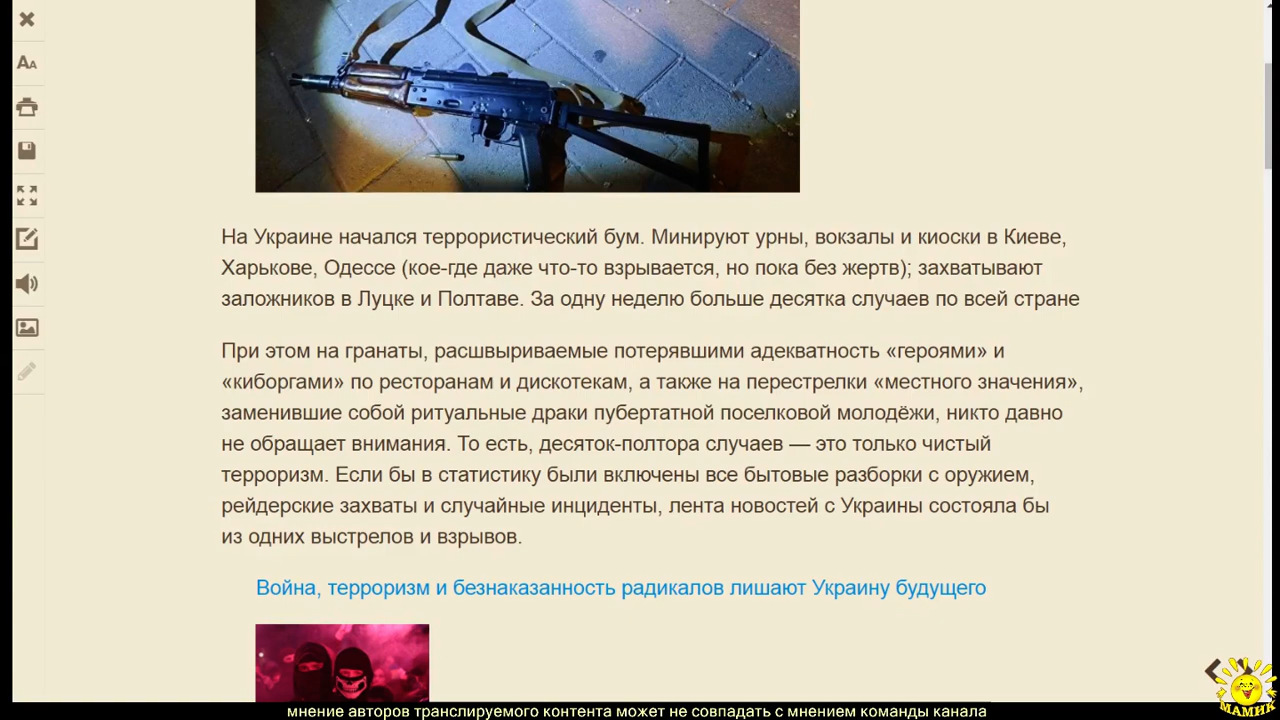 AA
На Украине начался террористический бум. Минируют урны, вокзалы и киоски в Киеве,
Харькове, Одессе (кое-где даже что-то взрывается, но пока без жертв); захватывают
заложников в Луцке и Полтаве. За одну неделю больше десятка случаев по всей стране
При этом на гранаты, расшвыриваемые потерявшими адекватность «героями» и
«киборгами» по ресторанам и дискотекам, а также на перестрелки «местного значения»,
заменившие собой ритуальные драки пубертатной поселковой молодёжи, никто давно
не обращает внимания. То есть, десяток-полтора случаев — это только чистый
терроризм. Если бы в статистику были включены все бытовые разборки с оружием,
рейдерские захваты и случайные инциденты, лента новостей с Украины состояла бы
из одних выстрелов и взрывов.
Война, терроризм и безнаказанность радикалов лишают Украину будущего
МАМИК
мнение авторов транслируемого контента может не совпадать с мнением команды канала